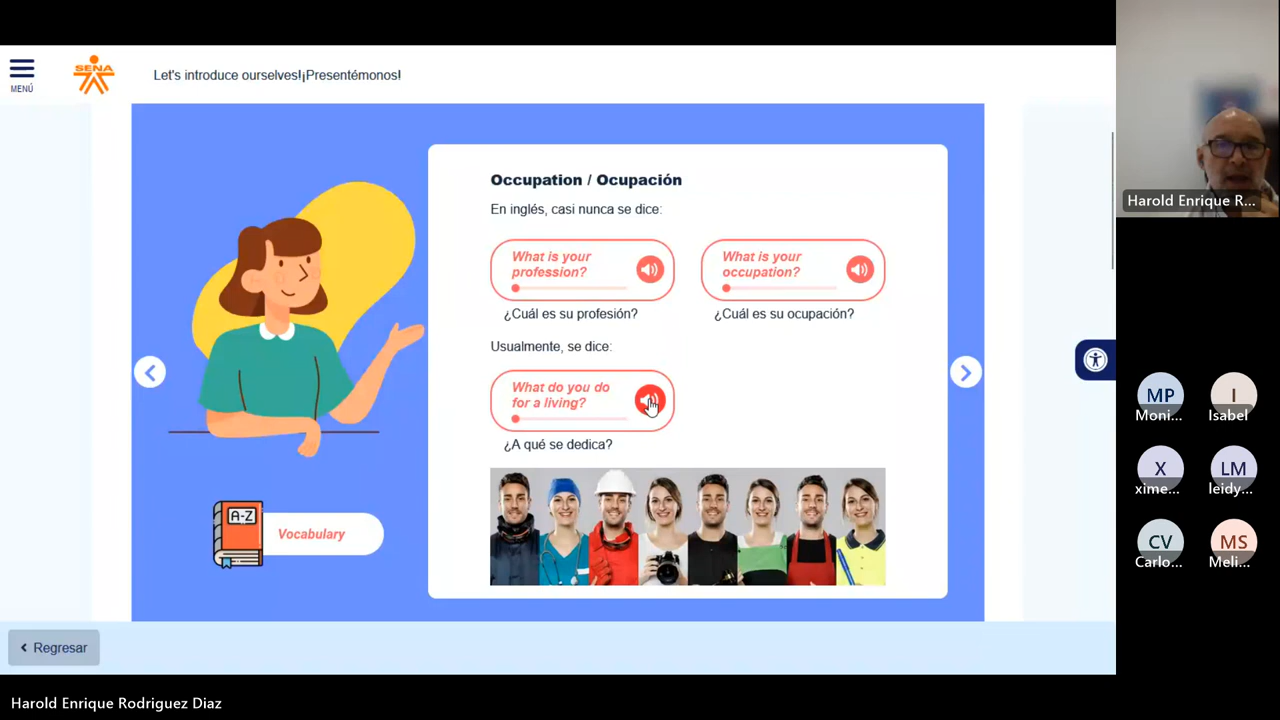 MENÚ
SENA
Let's introduce ourselves!¡Presentémonos!
Occupation / Ocupación
En inglés, casi nunca se dice:
What is your
profession?
What is your
occupation?
¿Cuál es su profesión?
¿Cuál es su ocupación?
Usualmente, se dice:
What do you do
for a living?
¿A qué se dedica?
A-Z
Vocabulary
Regresar
Harold Enrique Rodriguez Diaz
Harold Enrique R...
MP
Moni...
I
Isabel
X
xime...
LM
leidy...
CV
Carlo...
MS
Meli...